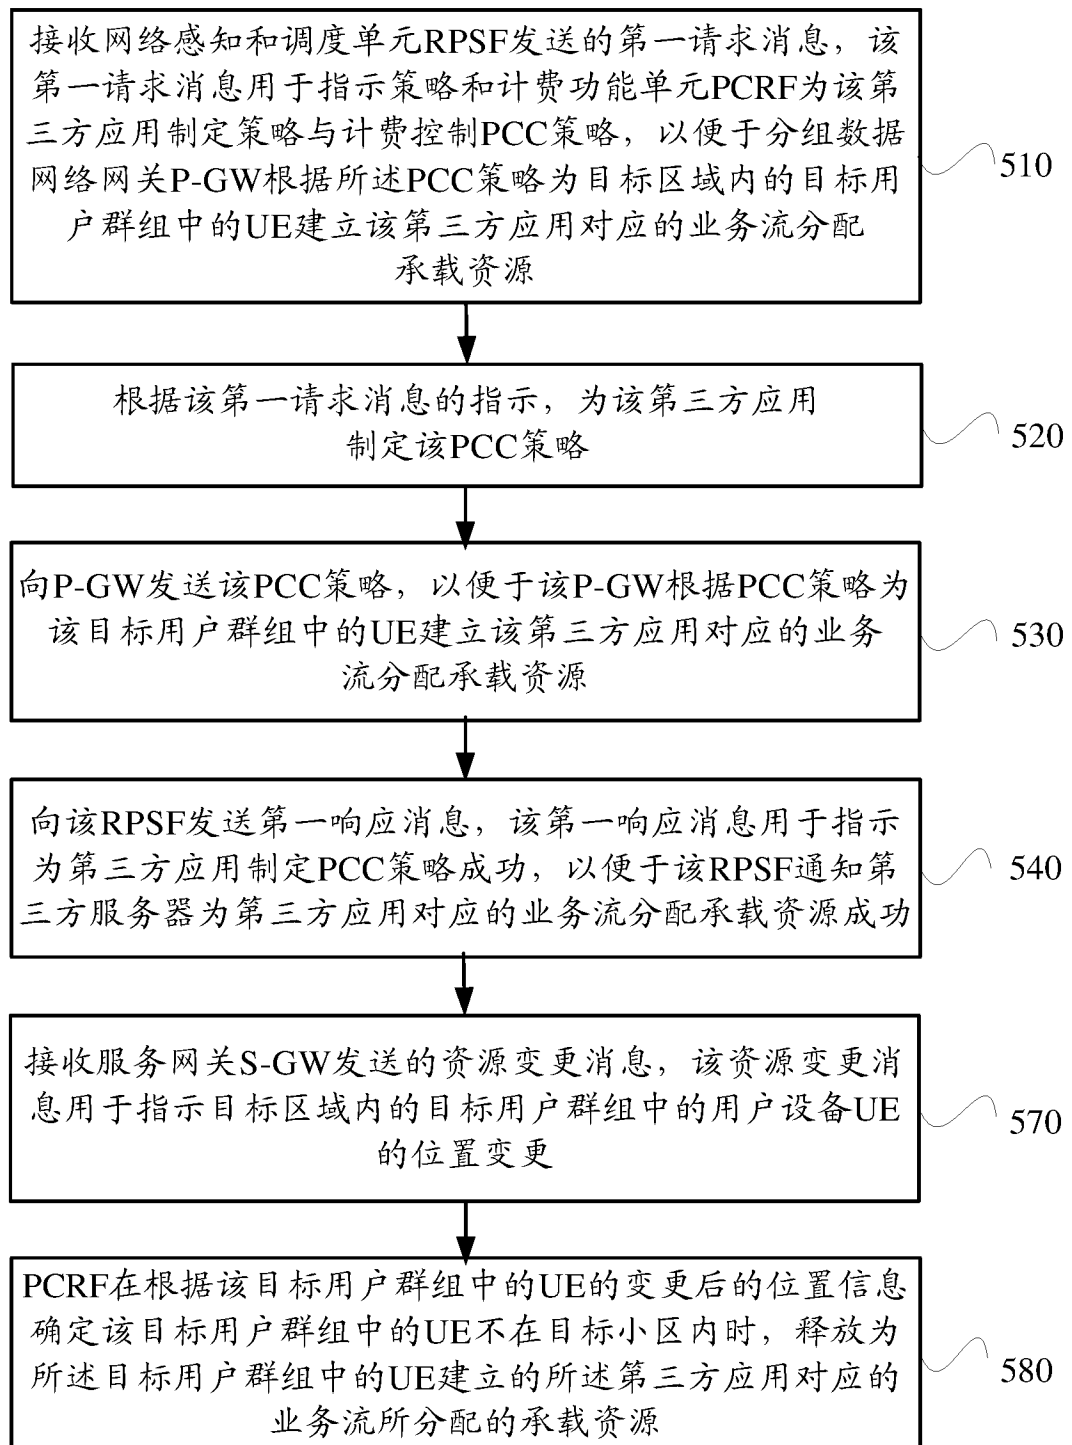 接收网络感知和调度单元RPSF发送的第一请求消息，该
第一请求消息用于指示策略和计费功能单元PCRF为该第
三方应用制定策略与计费控制PCC策略，以便于分组数据
网络网关P-GW根据所述PCC策略为目标区域内的目标用
户群组中的UE建立该第三方应用对应的业务流分配
承载资源
510
根据该第一请求消息的指示，为该第三方应用
制定该PCC策略
520
向P-GW发送该PCC策略，以便于该P-GW根据PCC策略为
该目标用户群组中的UE建立该第三方应用对应的业务
流分配承载资源
530
向该RPSF发送第一响应消息，该第一响应消息用于指示
为第三方应用制定PCC策略成功，以便于该RPSF通知第
三方服务器为第三方应用对应的业务流分配承载资源成功
540
接收服务网关S-GW发送的资源变更消息，该资源变更消
息用于指示目标区域内的目标用户群组中的用户设备UE
的位置变更
570
PCRF在根据该目标用户群组中的UE的变更后的位置信息
确定该目标用户群组中的UE不在目标小区内时，释放为
所述目标用户群组中的UE建立的所述第三方应用对应的
业务流所分配的承载资源
580